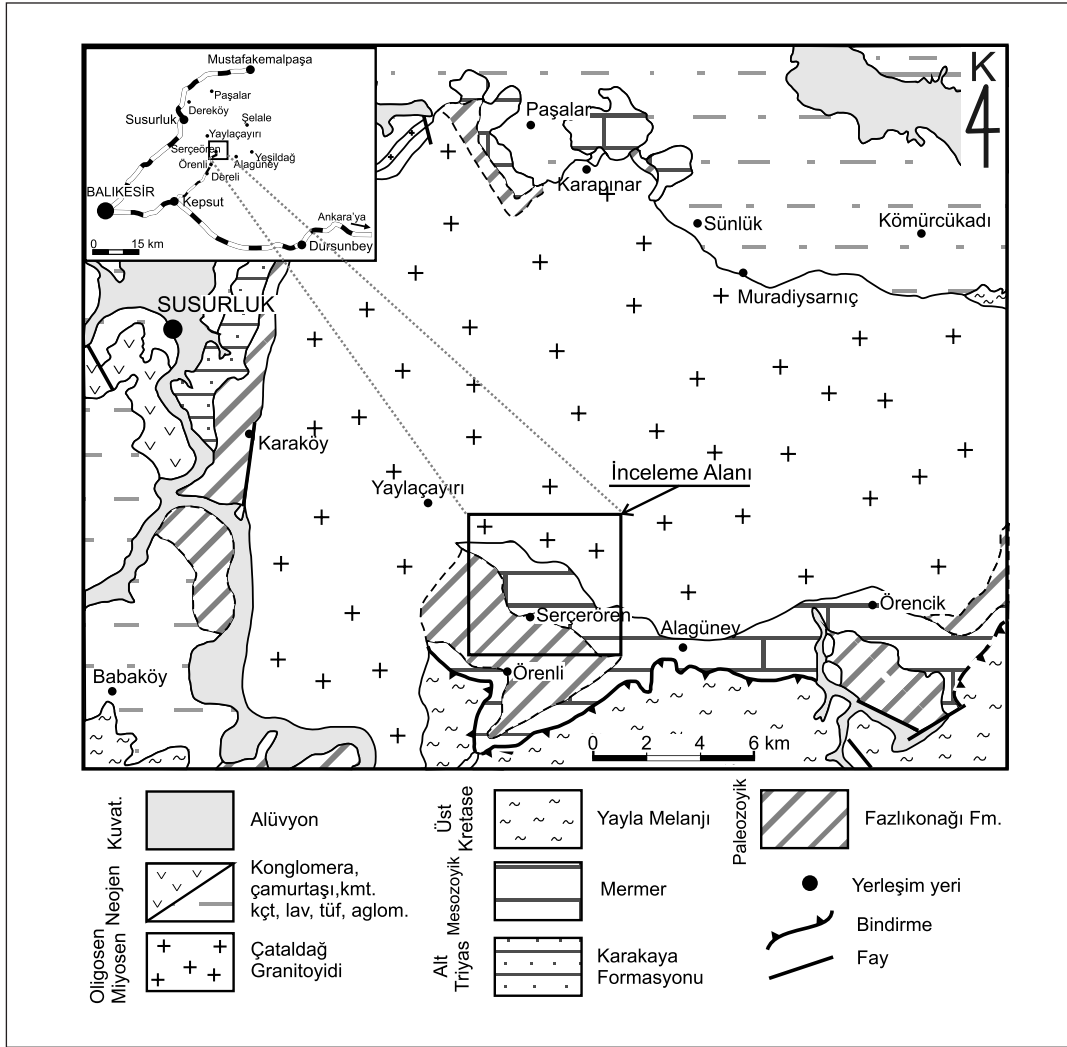 Mustafakemalpaşa
Paşalar
Dereköy
Şelale
Susurluk
Yaylaçayırı
Serçeören
Yeşildağ
Örenli
Alagüney
Dereli
BALIKESİR
Kepsut
Ankara'ya
0 15 km
Dursunbey
K
Paşalar
Karapınar
Sünlük
Kömürcükadı
Muradiysarnıç
SUSURLUK
Karaköy
İnceleme Alanı
Yaylaçayırı
Serçerören
Örencik
Alagüney
Babaköy
Örenli
0 2 4 6 km
Kuvat.
Alüvyon
Neojen
Konglomera,
çamurtaşı,kmt.
kçt, lav, tüf, aglom.
Oligosen
Miyosen
Çataldağ
Granitoyidi
Üst
Kretase
Yayla Melanjı
Mesozoyik
Mermer
Alt
Triyas
Karakaya
Formasyonu
Paleozoyik
Fazlıkonağı Fm.
Yerleşim yeri
Bindirme
Fay